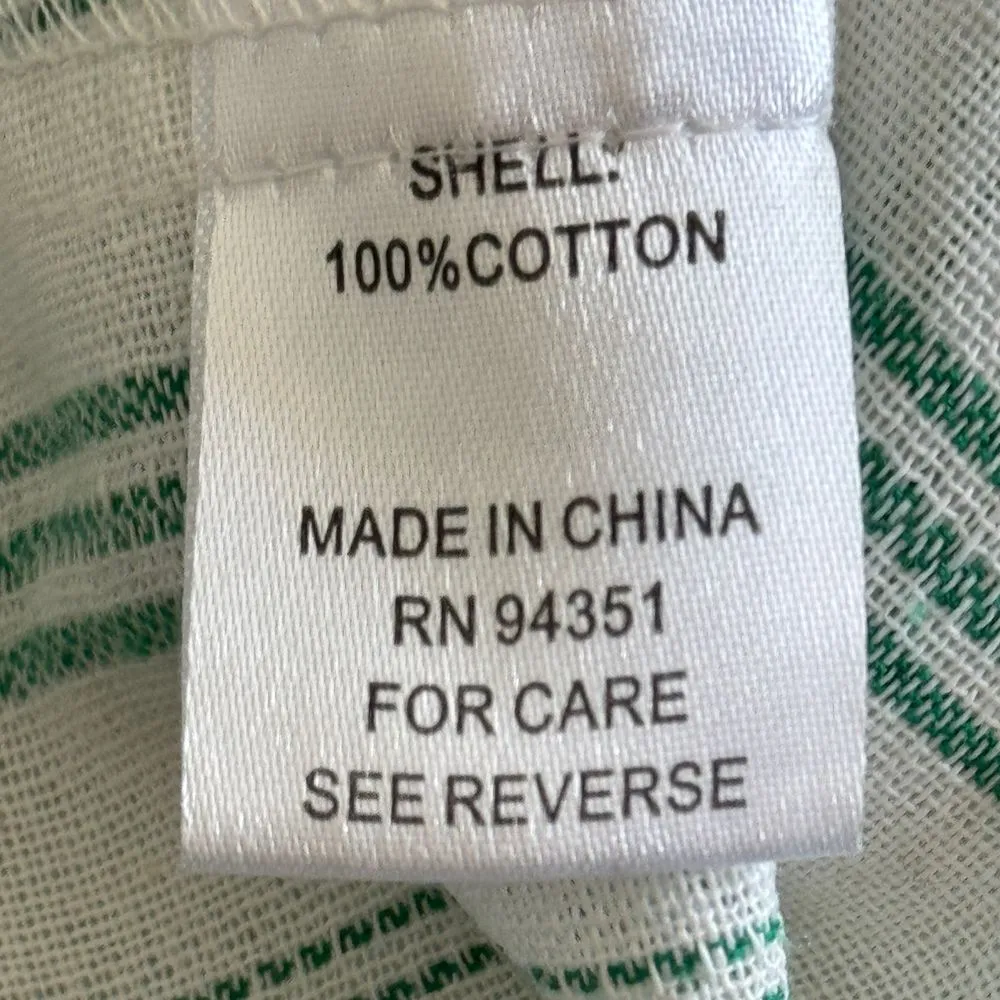 SHELL:
100%COTTON
MADE IN CHINA
RN 94351
FOR CARE
SEE REVERSE